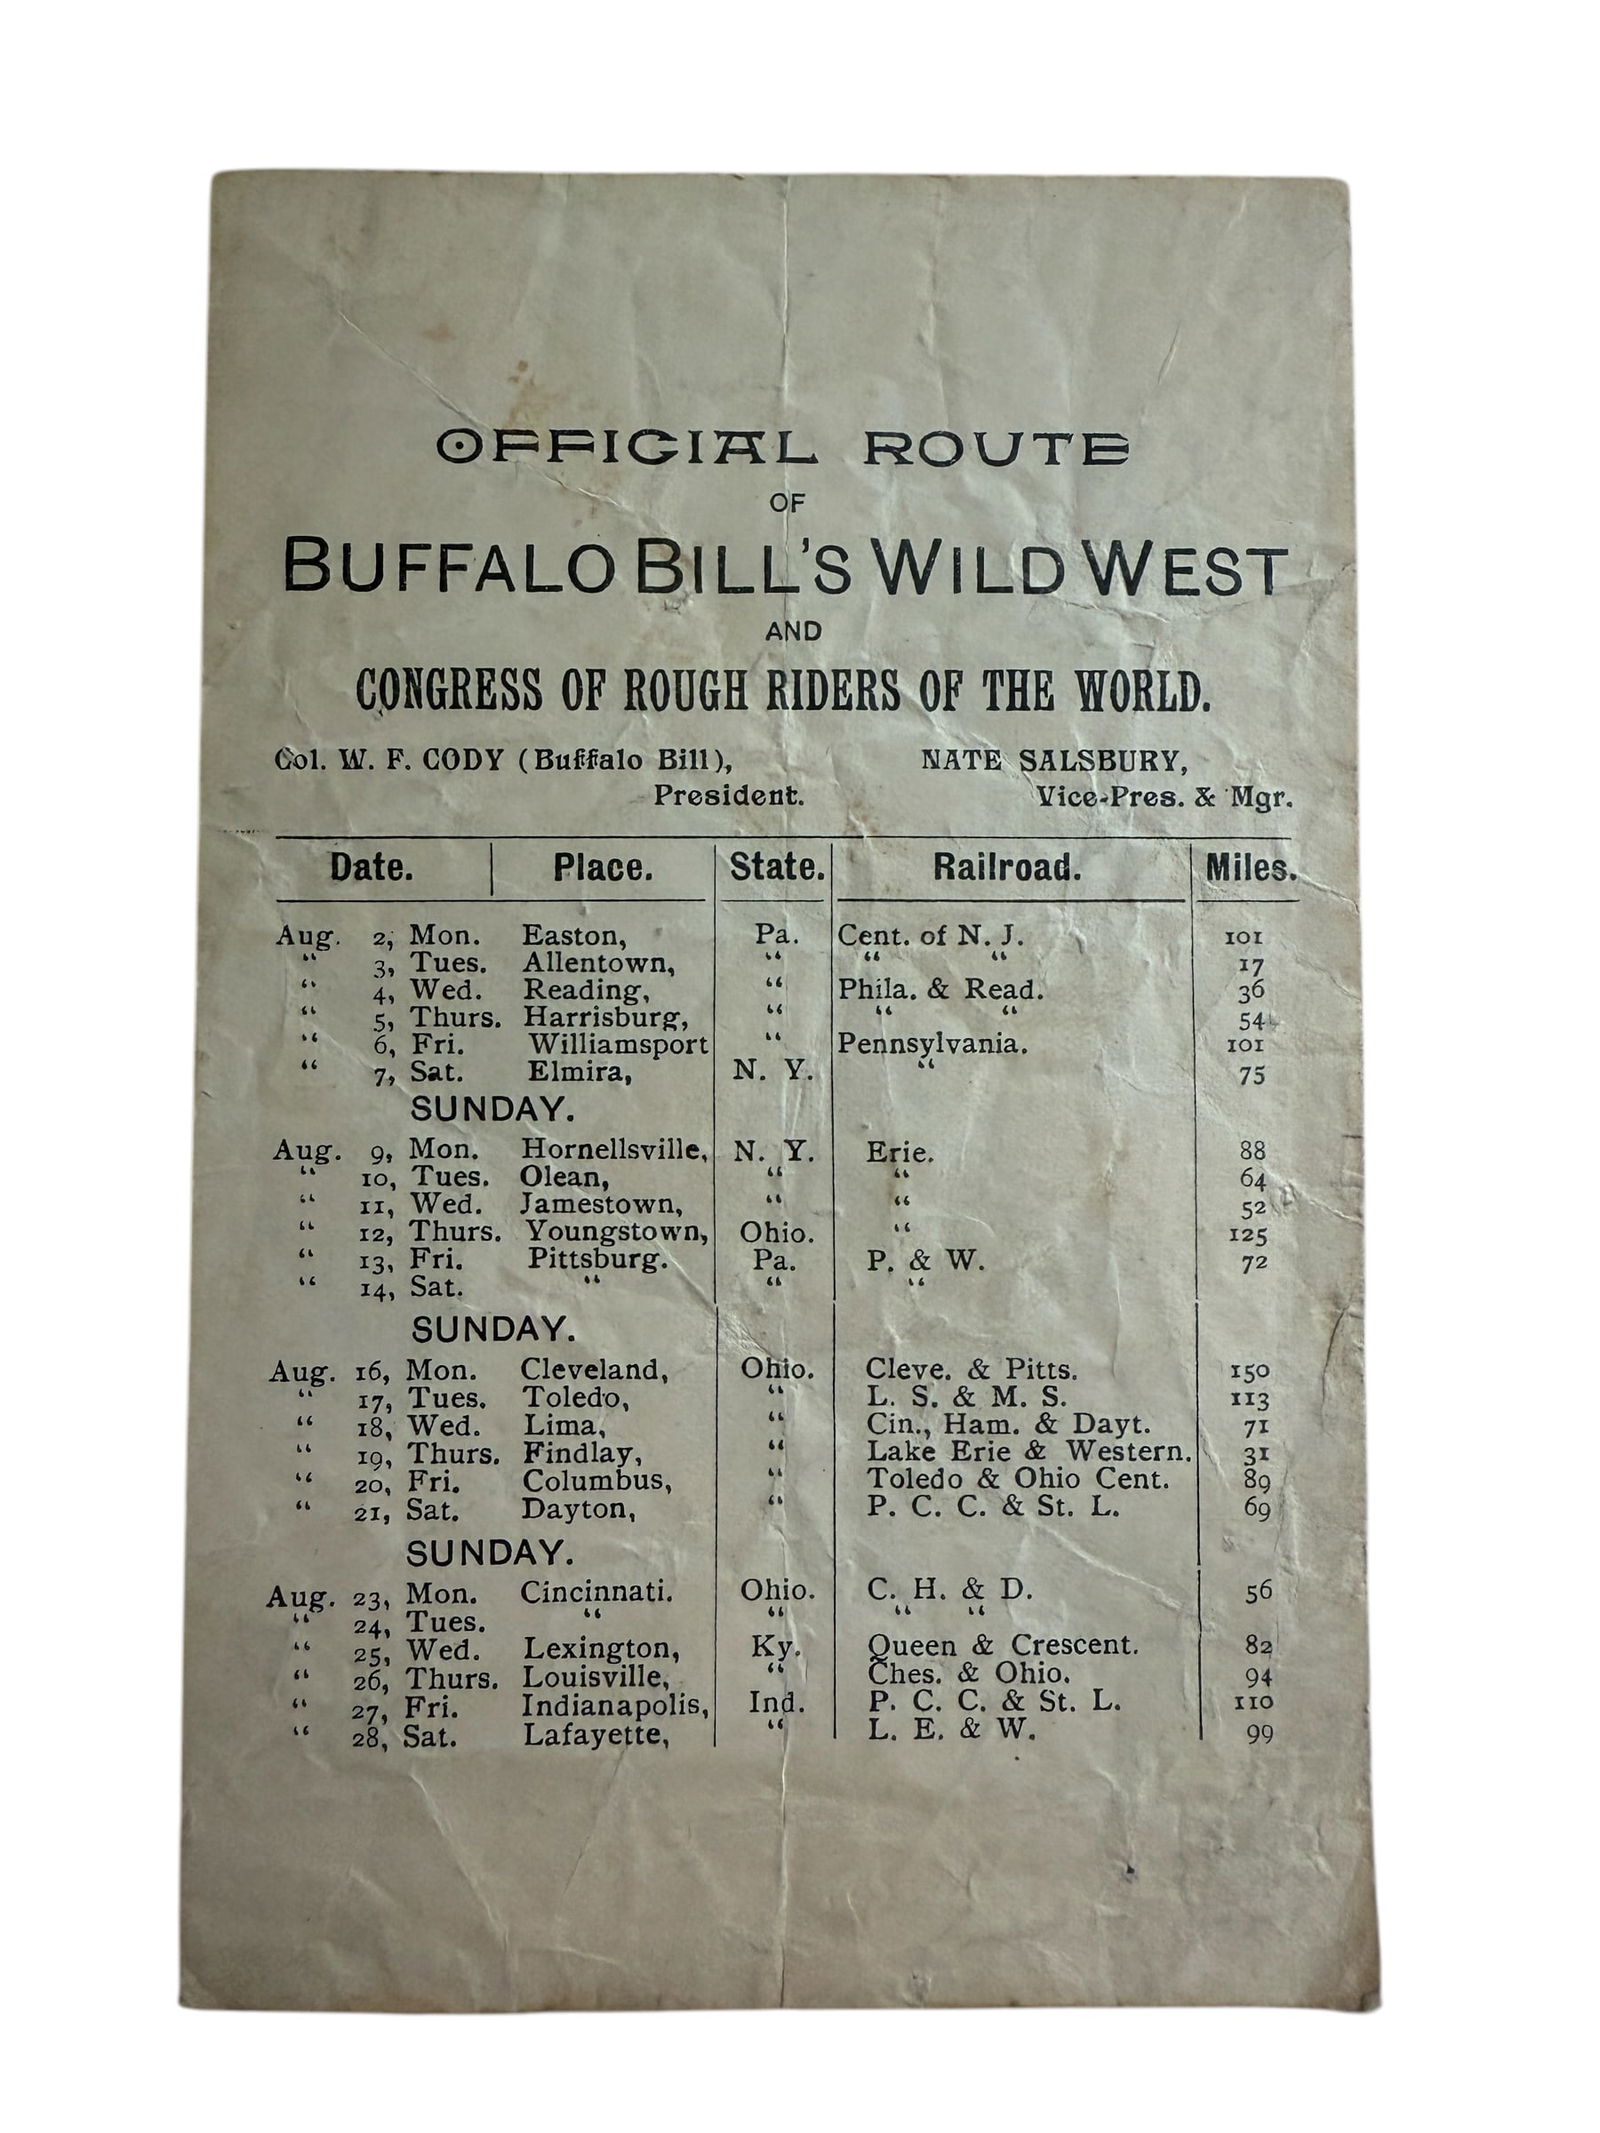 OFFICIAL ROUTE
OF
BUFFALO BILL'S WILD WEST
AND
CONGRESS OF ROUGH RIDERS OF THE WORLD.
Col. W. F. CODY (Buffalo Bill), NATE SALSBURY,
President. Vice-Pres. & Mgr.
Date. Place. State. Railroad. Miles.
Aug. 2, Mon. Easton, Pa. Cent. of N. J. 101
“ 3, Tues. Allentown, “ “ “ 17
“ 4, Wed. Reading, “ Phila. & Read. 36
“ 5, Thurs. Harrisburg, “ “ “ 54
“ 6, Fri. Williamsport “ Pennsylvania. 101
“ 7, Sat. Elmira, N. Y. “ 75
SUNDAY.
Aug. 9, Mon. Hornellsville, N. Y. Erie. 88
“ 10, Tues. Olean, “ “ 64
“ 11, Wed. Jamestown, “ “ 52
“ 12, Thurs. Youngstown, Ohio. “ 125
“ 13, Fri. Pittsburg. Pa. P. & W. 72
“ 14, Sat. “ “ “
SUNDAY.
Aug. 16, Mon. Cleveland, Ohio. Cleve. & Pitts. 150
“ 17, Tues. Toledo, “ L. S. & M. S. 113
“ 18, Wed. Lima, “ Cin., Ham. & Dayt. 71
“ 19, Thurs. Findlay, “ Lake Erie & Western. 31
“ 20, Fri. Columbus, “ Toledo & Ohio Cent. 89
“ 21, Sat. Dayton, “ P. C. C. & St. L. 69
SUNDAY.
Aug. 23, Mon. Cincinnati. Ohio. C. H. & D. 56
“ 24, Tues. “ “ “ “
“ 25, Wed. Lexington, Ky. Queen & Crescent. 82
“ 26, Thurs. Louisville, “ Ches. & Ohio. 94
“ 27, Fri. Indianapolis, Ind. P. C. C. & St. L. 110
“ 28, Sat. Lafayette, “ L. E. & W. 99